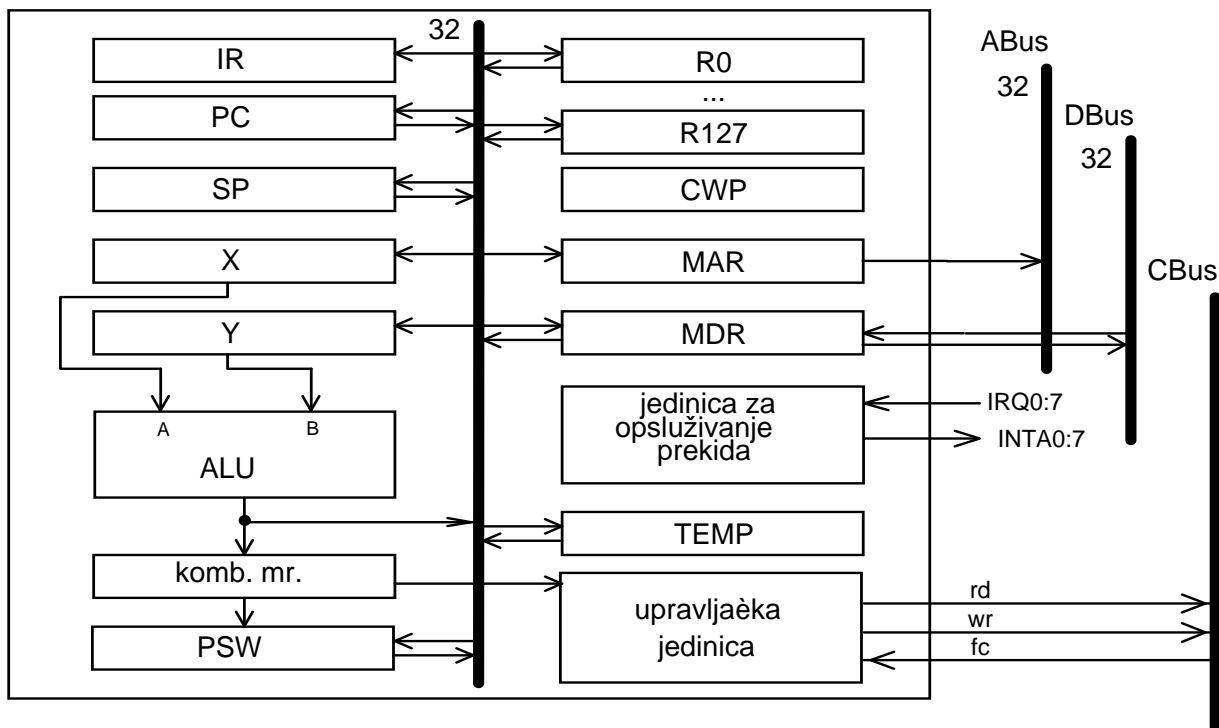 32
IR
R0
...
PC
R127
SP
CWP
X
MAR
Y
MDR
A
B
ALU
jedinica za
opsluživanje
prekida
IRQ0:7
INTA0:7
TEMP
komb. mr.
upravljaèka
jedinica
PSW
rd
wr
fc
ABus
32
DBus
32
CBus